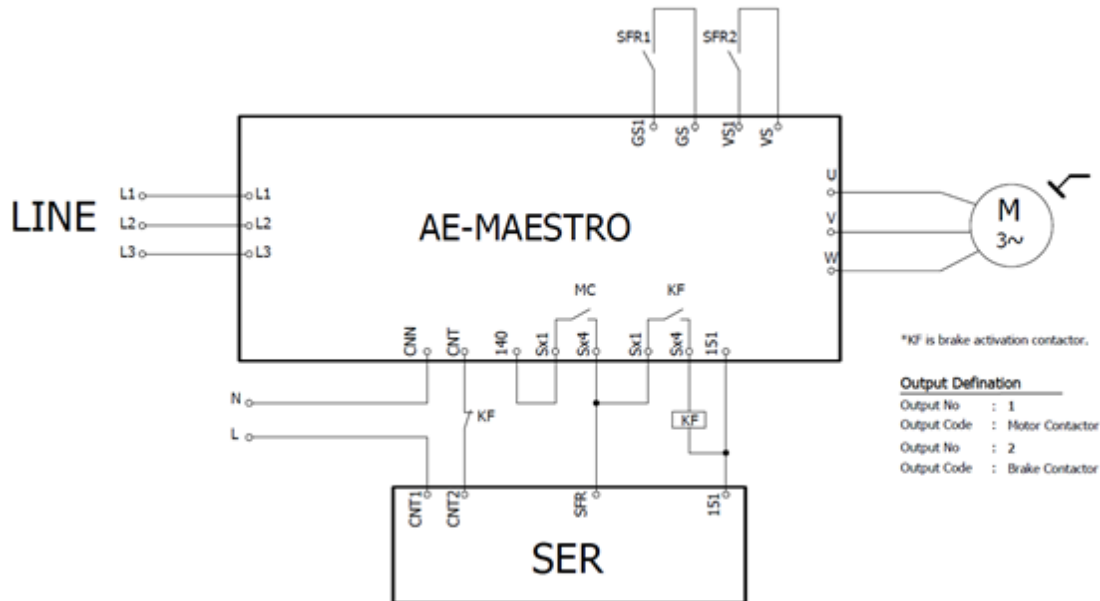 SFR1 SFR2
GS1 GS VS1 VS
LINE
L1 L1
L2 L2
L3 L3
AE-MAESTRO
U
V
W
M
3~
MC KF
CNN CNT 140 Sx1 Sx4 Sx1 Sx4 151
*KF is brake activation contactor.
Output Defination
Output No : 1
Output Code : Motor Contactor
Output No : 2
Output Code : Brake Contactor
N
KF KF
L
CNT1 CNT2 SFR 151
SER